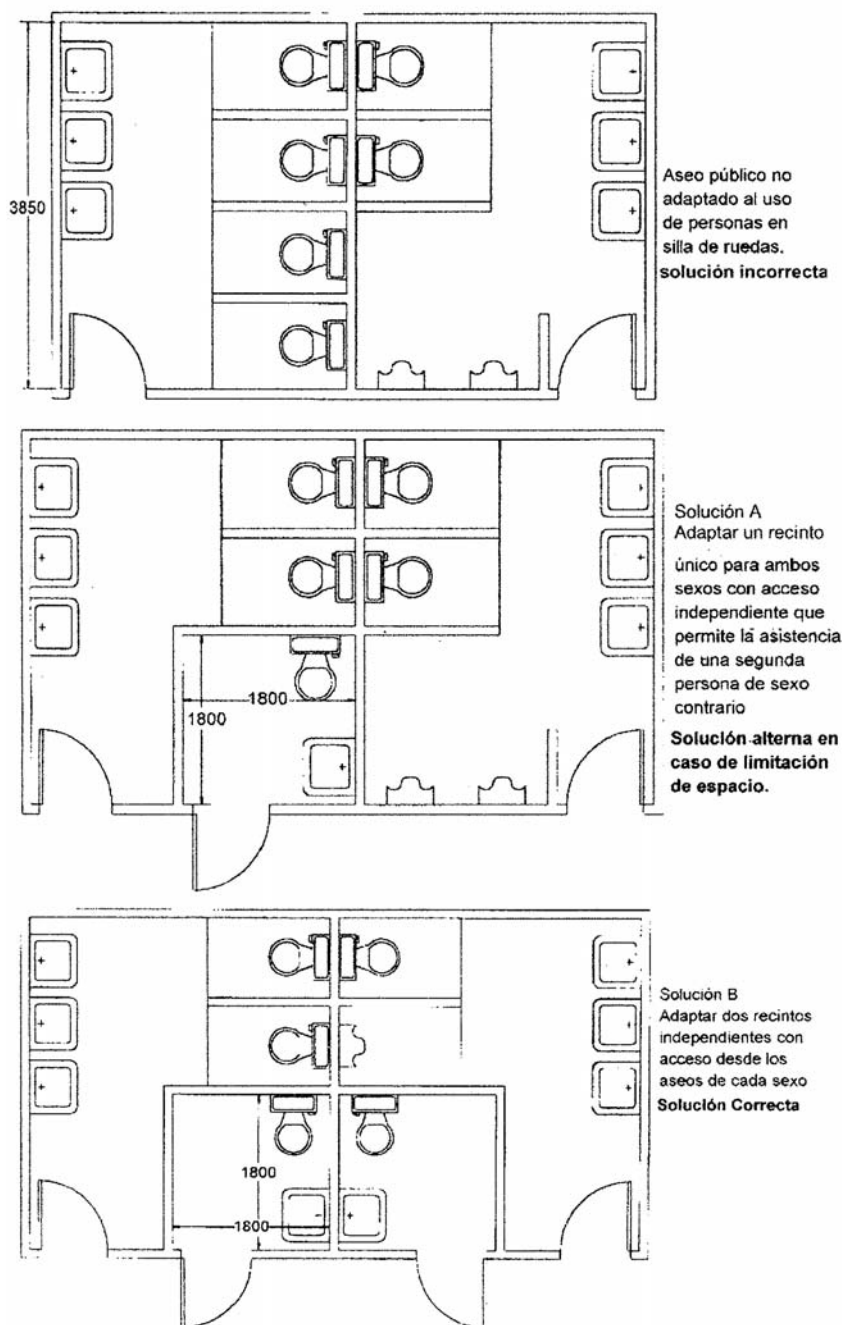 3850
Aseo público no
adaptado al uso
de personas en
silla de ruedas.
solución incorrecta
1800
1800
Solución A
Adaptar un recinto
único para ambos
sexos con acceso
independiente que
permite la asistencia
de una segunda
persona de sexo
contrario
Solución alterna en
caso de limitación
de espacio.
1800
1800
Solución B
Adaptar dos recintos
independientes con
acceso desde los
aseos de cada sexo
Solución Correcta